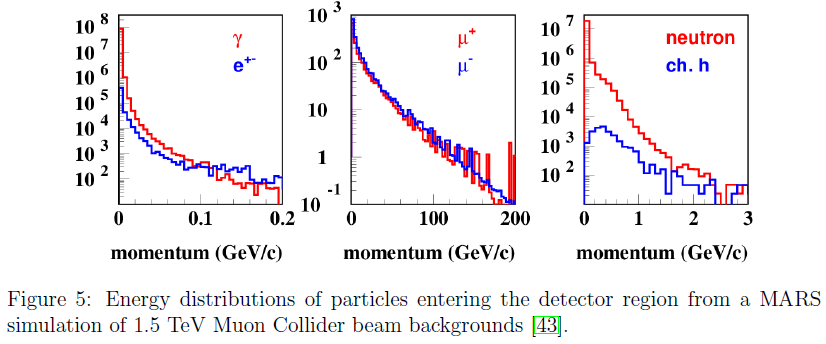 10 8
10 7
10 6
10 5
10 4
10 3
10 2
γ
e+-
0 0.1 0.2
momentum (GeV/c)
10 3
10 2
10
1
10 -1
μ+
μ-
0 100 200
momentum (GeV/c)
10 7
10 6
10 5
10 4
10 3
10 2
neutron
ch. h
0 1 2 3
momentum (GeV/c)
Figure 5: Energy distributions of particles entering the detector region from a MARS
simulation of 1.5 TeV Muon Collider beam backgrounds [43].